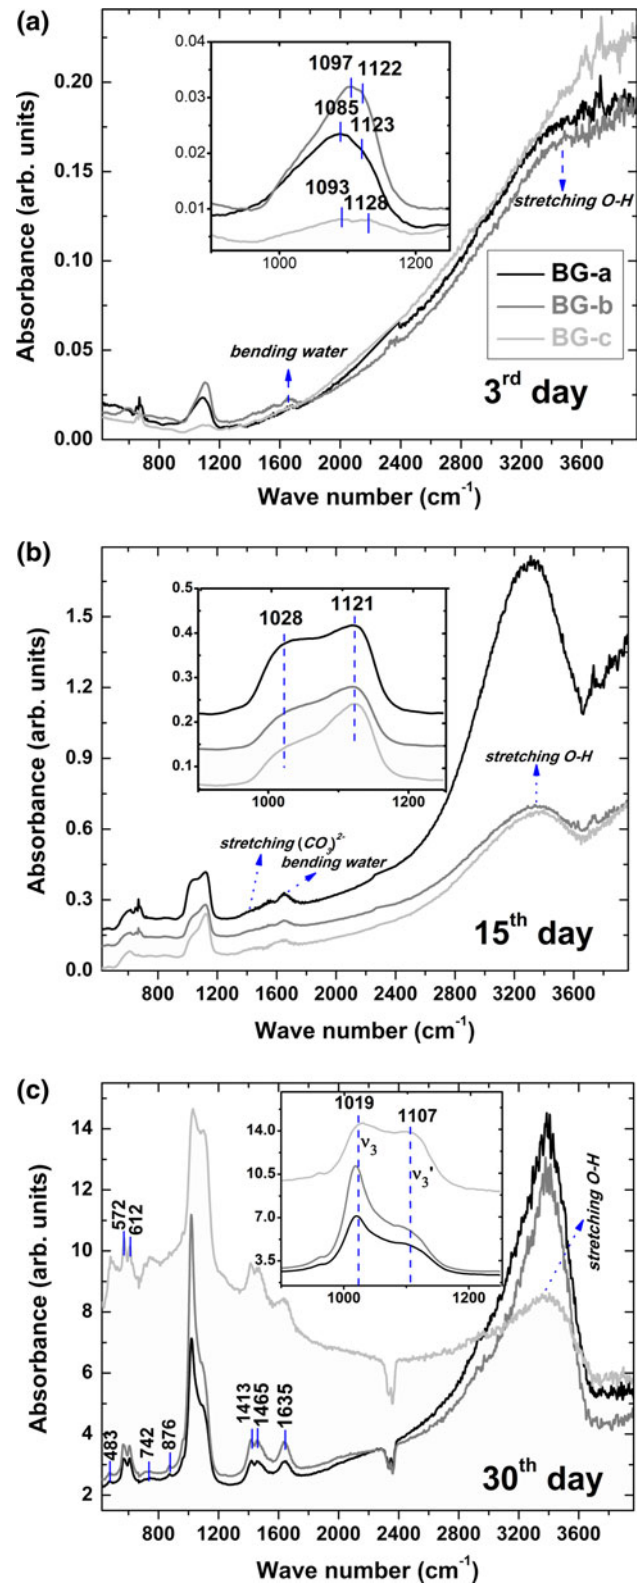 (a)
Absorbance (arb. units)
0.20
0.15
0.10
0.05
0.00
0.04
0.03
0.02
0.01
1097
1122
1085
1123
1093
1128
1000
1200
stretching O-H
BG-a
BG-b
BG-c
bending water
3rd day
800 1200 1600 2000 2400 2800 3200 3600
Wave number (cm-1)
(b)
Absorbance (arb. units)
1.5
1.2
0.9
0.6
0.3
0.0
0.5
0.4
0.3
0.2
0.1
1028
1121
1000
1200
stretching O-H
stretching (CO3)2-
bending water
15th day
800 1200 1600 2000 2400 2800 3200 3600
Wave number (cm-1)
(c)
Absorbance (arb. units)
14
12
10
8
6
4
2
14.0
10.5
7.0
3.5
1019
1107
ν3
ν3'
1000
1200
572
612
stretching O-H
483
742
876
1413
1465
1635
30th day
800 1200 1600 2000 2400 2800 3200 3600
Wave number (cm-1)